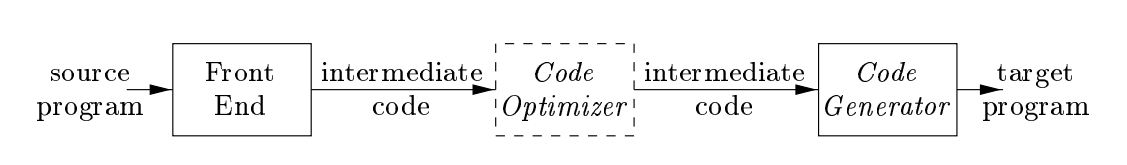 source
program
Front
End
intermediate
code
Code
Optimizer
intermediate
code
Code
Generator
target
program